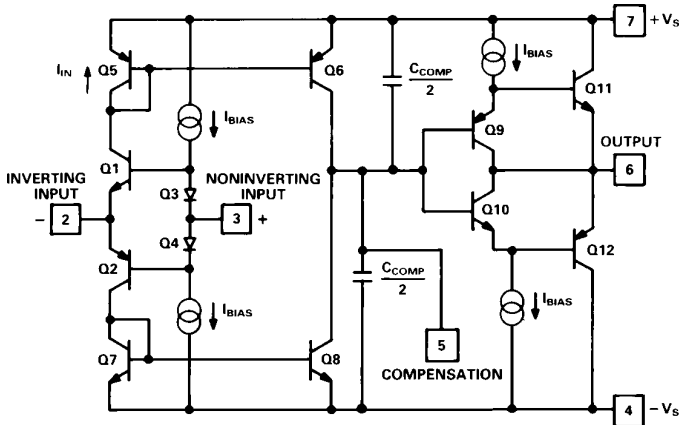 7 +VS
IIN
Q5
Q6
CCOMP
2
IBIAS
Q11
IBIAS
Q9
Q1
OUTPUT
INVERTING
INPUT
Q3
NONINVERTING
INPUT
6
− 2
3 +
Q10
Q4
Q2
Q12
CCOMP
2
IBIAS
IBIAS
5
Q7
Q8
COMPENSATION
4 −VS